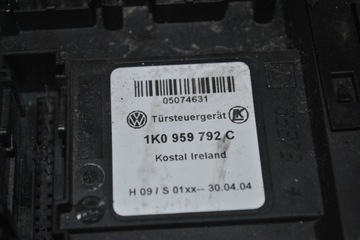 05074631
Türsteuergerät
1K0 959 792 C
Kostal Ireland
H 09 / S 01xx-- 30.04.04